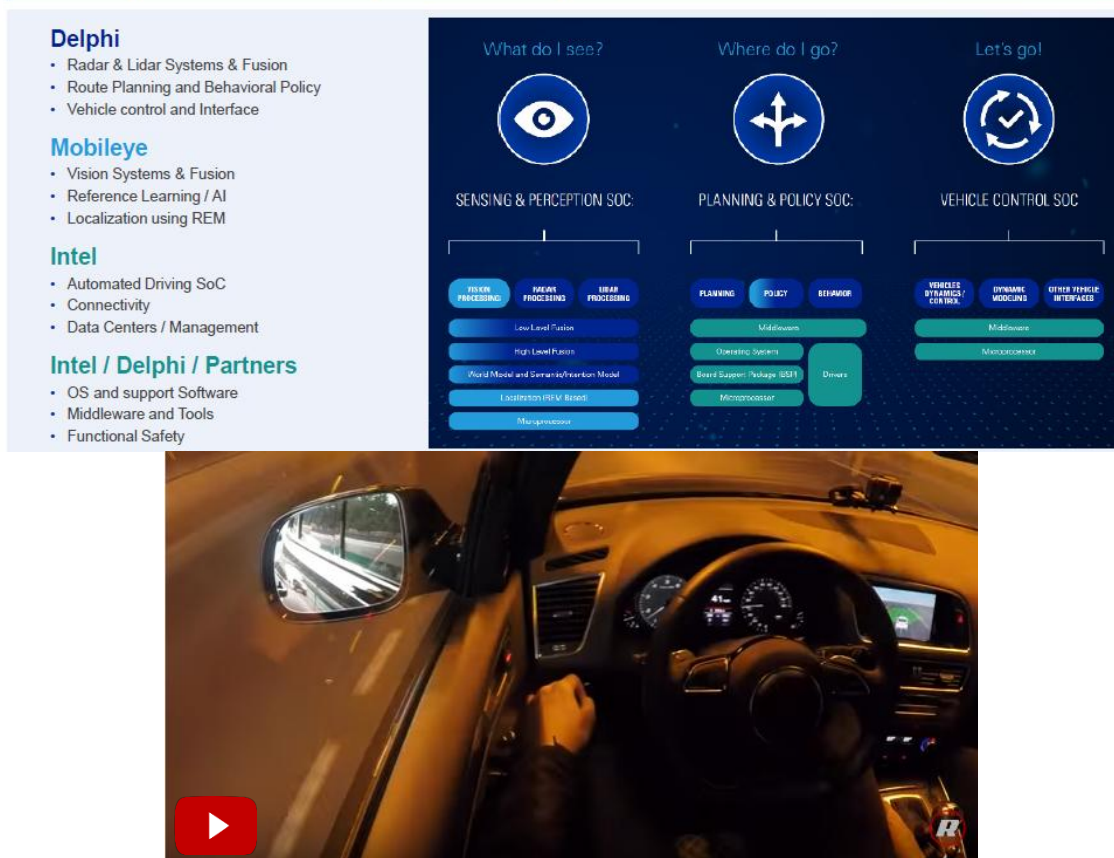 Delphi
• Radar & Lidar Systems & Fusion
• Route Planning and Behavioral Policy
• Vehicle control and Interface
Mobileye
• Vision Systems & Fusion
• Reference Learning / AI
• Localization using REM
Intel
• Automated Driving SoC
• Connectivity
• Data Centers / Management
Intel / Delphi / Partners
• OS and support Software
• Middleware and Tools
• Functional Safety
What do I see?
SENSING & PERCEPTION SOC:
VISION PROCESSING
RADAR PROCESSING
LIDAR PROCESSING
Low Level Fusion
High Level Fusion
World Model and Semantic/Intention Model
Localization (REM Based)
Microprocessor
Where do I go?
PLANNING & POLICY SOC:
PLANNING
POLICY
BEHAVIOR
Middleware
Operating System
Board Support Package (BSP)
Microprocessor
Drivers
Let's go!
VEHICLE CONTROL SOC
VEHICLES DYNAMICS / CONTROL
DYNAMIC MODELING
OTHER VEHICLE INTERFACES
Middleware
Microprocessor
41
R